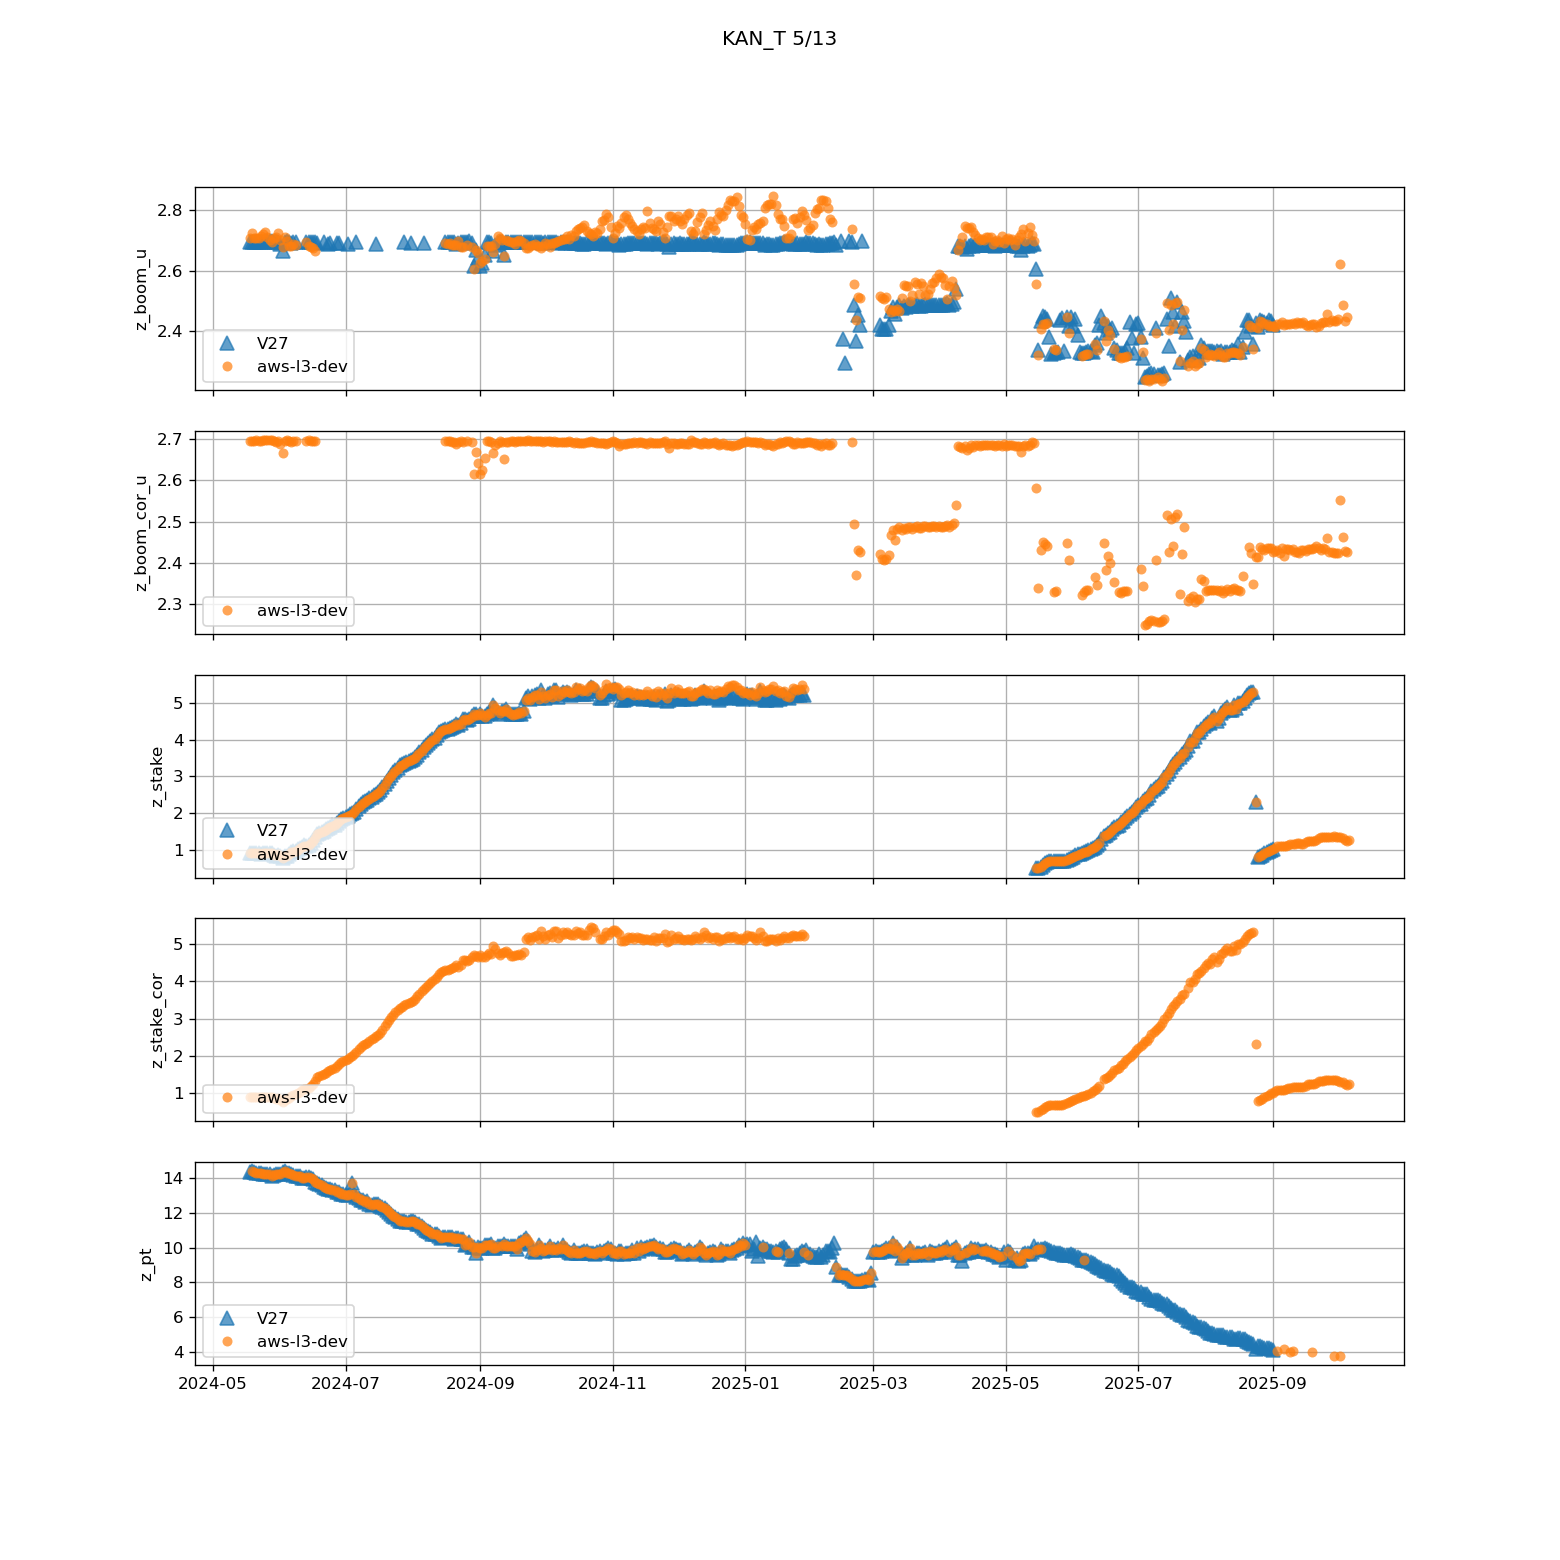 KAN_T 5/13
2.8
2.6
2.4
z_boom_u
V27
aws-l3-dev
2.7
2.6
2.5
2.4
2.3
z_boom_cor_u
aws-l3-dev
5
4
3
2
1
z_stake
V27
aws-l3-dev
5
4
3
2
1
z_stake_cor
aws-l3-dev
14
12
10
8
6
4
z_pt
V27
aws-l3-dev
2024-05 2024-07 2024-09 2024-11 2025-01 2025-03 2025-05 2025-07 2025-09